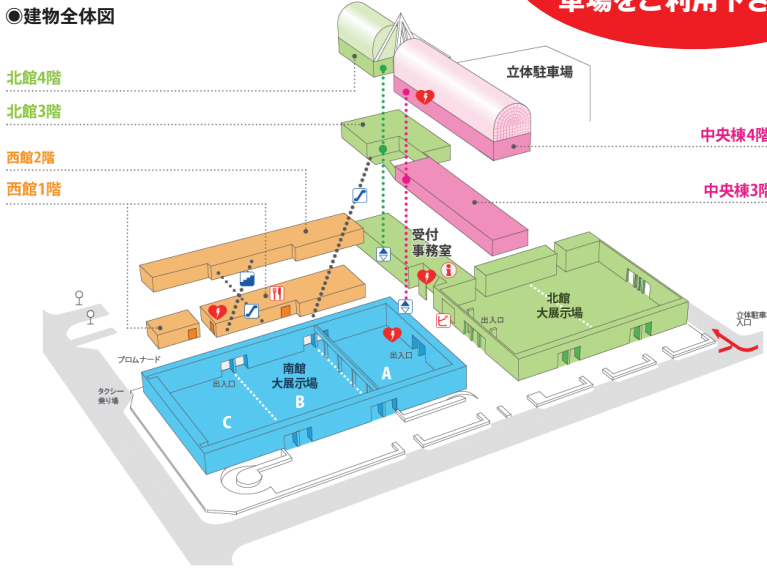 ◉建物全体図
車場をご利用下さ
北館4階
北館3階
西館2階
西館1階
立体駐車場
中央棟4階
中央棟3階
受付
事務室
北館
大展示場
出入口
立体駐車
入口
プロムナード
タクシー
乗り場
出入口
南館
大展示場
出入口
A
B
C